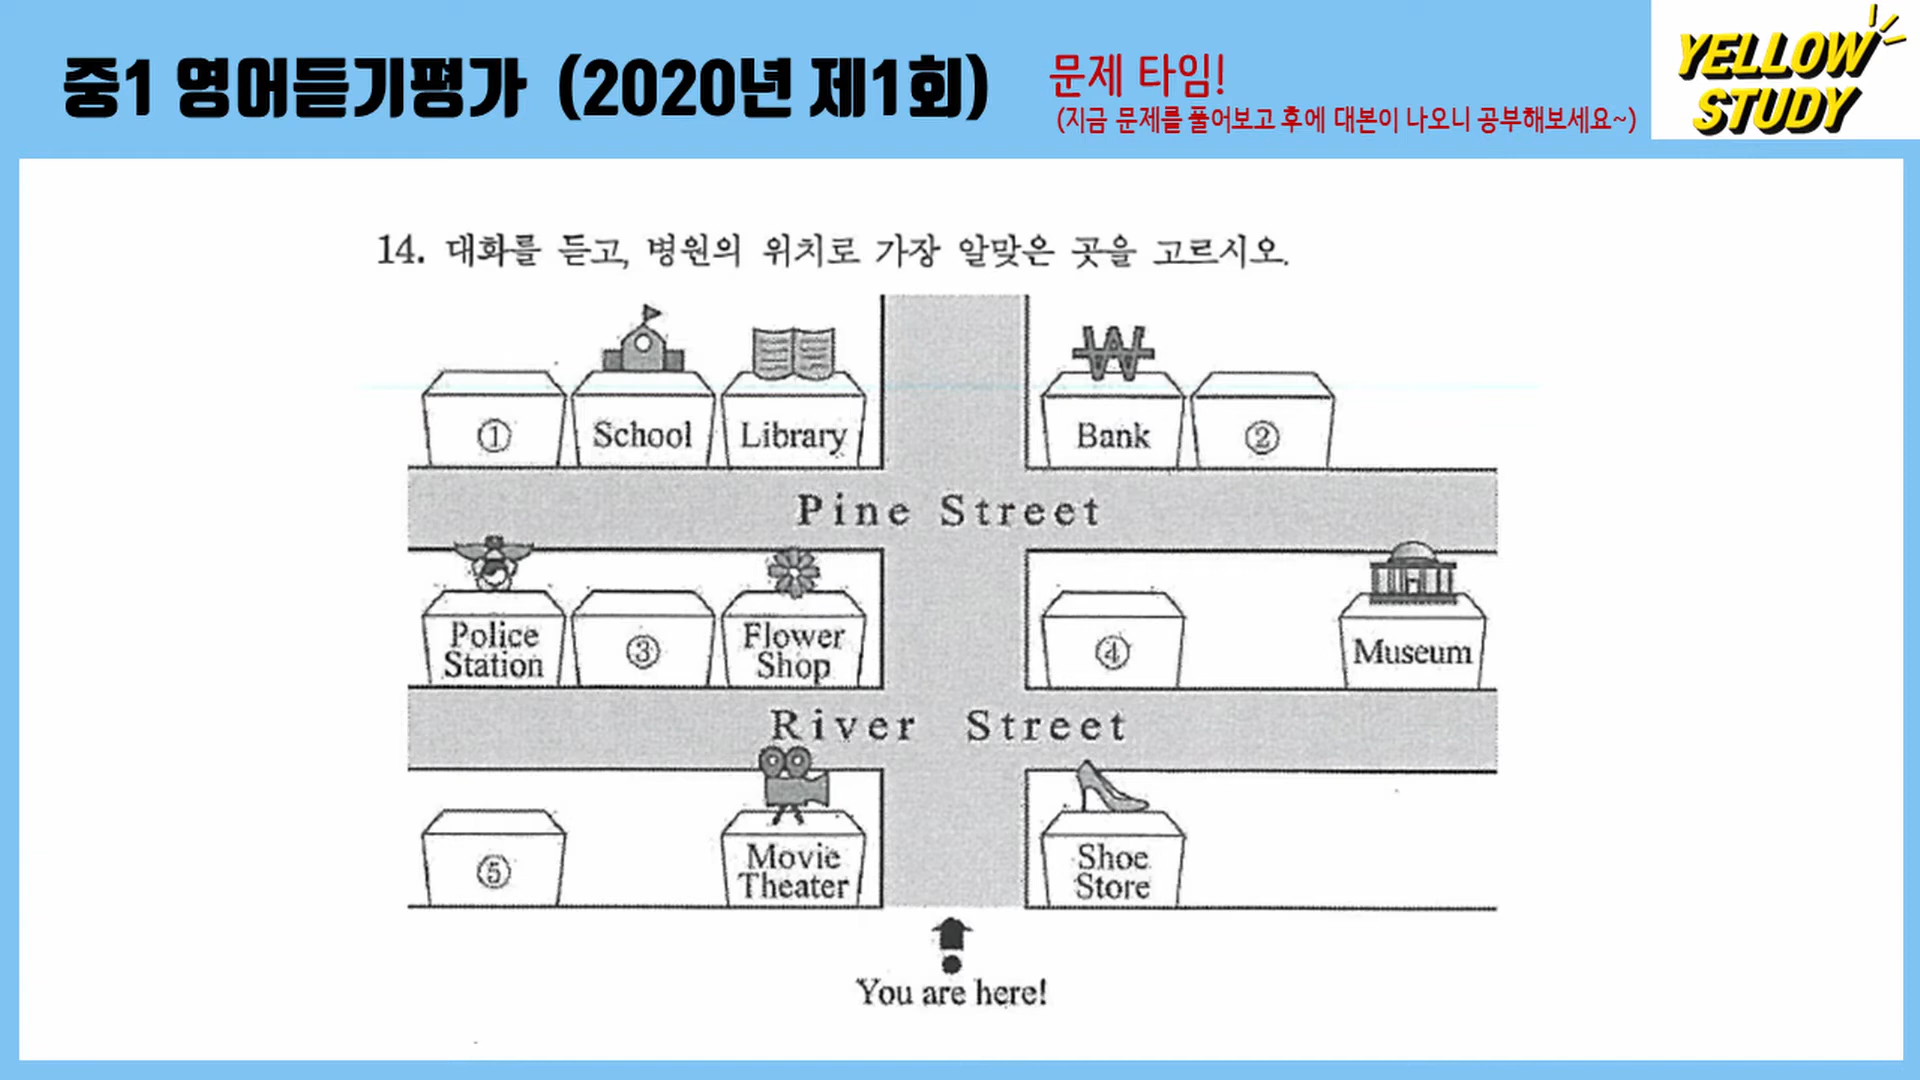 중1 영어듣기평가 (2020년 제1회)
문제 타임!
(지금 문제를 풀어보고 후에 대본이 나오니 공부해보세요~)
YELLOW
STUDY
14. 대화를 듣고, 병원의 위치로 가장 알맞은 곳을 고르시오.
① School Library Bank ②
Pine Street
Police
Station
③
Flower
Shop
④
Museum
River Street
⑤
Movie
Theater
Shoe
Store
You are here!